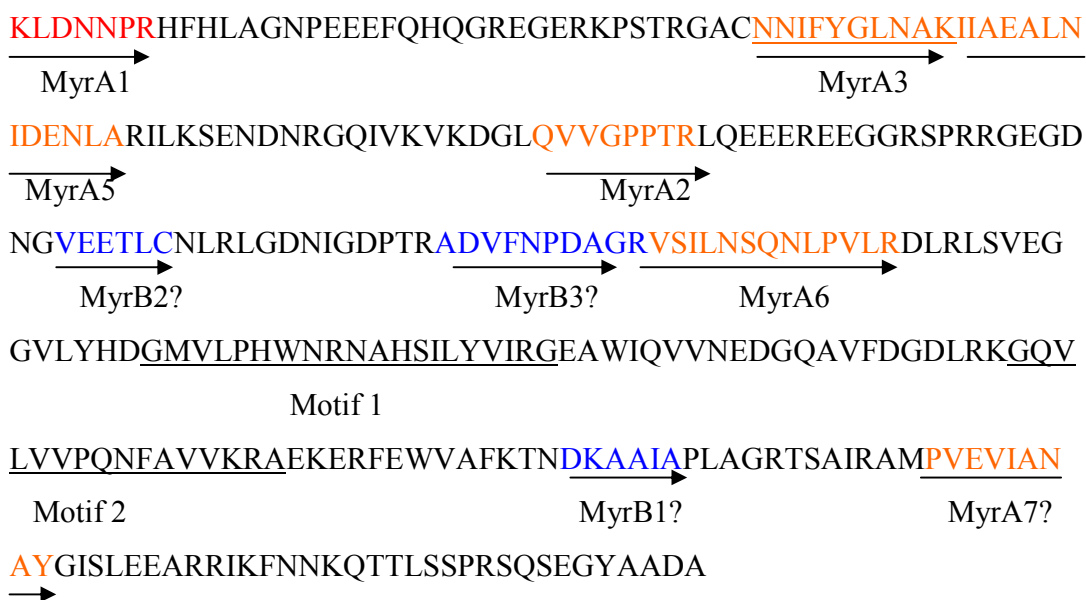 KLDNNPRHFHLAGNPEEEFQHQGREGERKPSTRGACNNIFYGLNAKIIAEALN
MyrA1 MyrA3
IDENLARILKSENDNRGQIVKVKDGLQVVGPPTRLQEEEREEGGRSPRRGEGD
MyrA5 MyrA2
NGVEETLCNLRLGDNIGDPTRADVFNPDAGRVSILNSQNLPVLRDLRLSVEG
MyrB2? MyrB3? MyrA6
GVLYHDGMVLPHWNRNAHSILYVIRGEAWIQVVNEDGQAVFDGDLRKGQV
Motif 1
LVVPQNFAVVKRAEKERFEWVAFKTNDKAAIAPLAGRTSAIRAMPVEVIAN
Motif 2 MyrB1? MyrA7?
AYGISLEEARRIKFNNKQTTLSSPRSQSEGYAADA